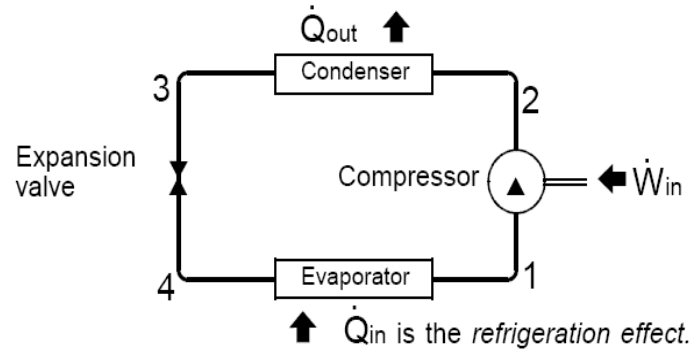 Q̇out
Condenser
3
2
Expansion
valve
Compressor
Ẇin
4
Evaporator
1
Q̇in is the refrigeration effect.